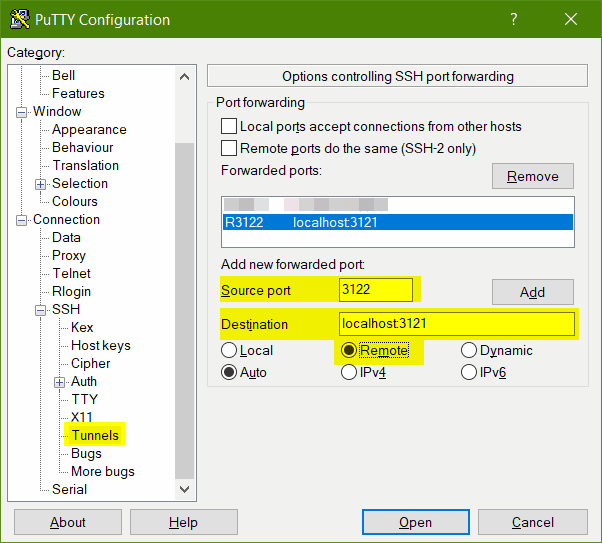 PuTTY Configuration
Category:
Bell
Features
Window
Appearance
Behaviour
Translation
Selection
Colours
Connection
Data
Proxy
Telnet
Rlogin
SSH
Kex
Host keys
Cipher
Auth
TTY
X11
Tunnels
Bugs
More bugs
Serial
Options controlling SSH port forwarding
Port forwarding
Local ports accept connections from other hosts
Remote ports do the same (SSH-2 only)
Forwarded ports:
Remove
R3122 localhost:3121
Add new forwarded port:
Source port 3122 Add
Destination localhost:3121
Local Remote Dynamic
Auto IPv4 IPv6
About Help Open Cancel